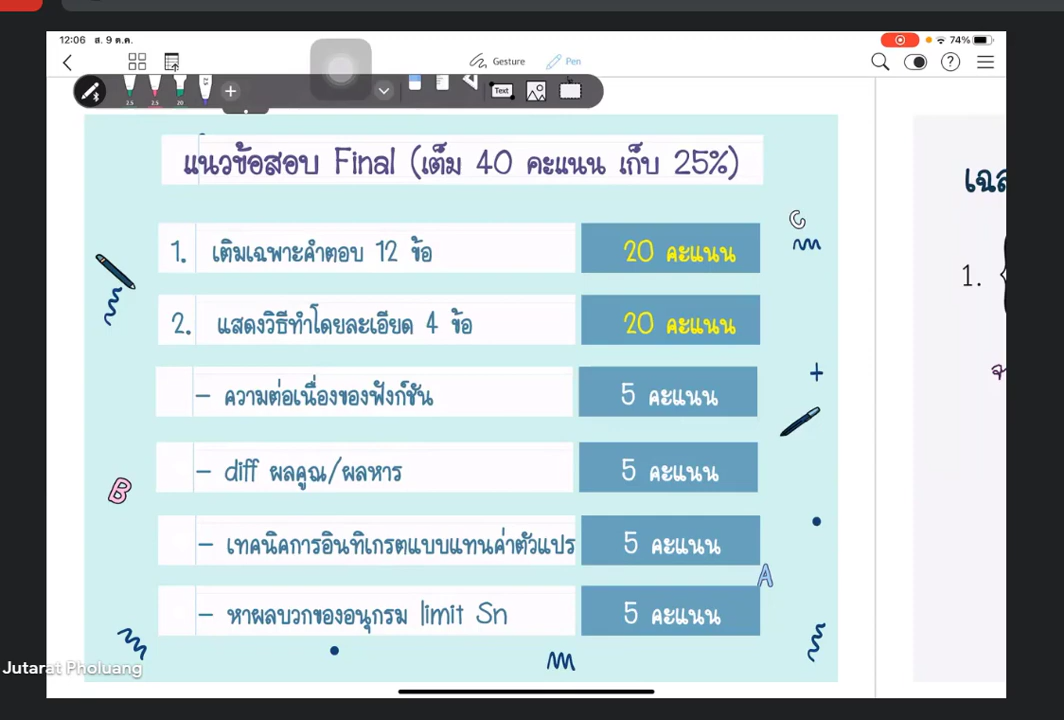 12:06 ส. 9 ต.ค.
74%
Gesture
Pen
2.5
2.5
20
2.5
Text
แนวข้อสอบ Final (เต็ม 40 คะแนน เก็บ 25%)
1. เติมเฉพาะคำตอบ 12 ข้อ 20 คะแนน
2. แสดงวิธีทำโดยละเอียด 4 ข้อ 20 คะแนน
– ความต่อเนื่องของฟังก์ชัน 5 คะแนน
– diff ผลคูณ/ผลหาร 5 คะแนน
– เทคนิคการอินทิเกรตแบบแทนค่าตัวแปร 5 คะแนน
– หาผลบวกของอนุกรม limit Sn 5 คะแนน
C
B
A
Jutarat Pholuang
1.